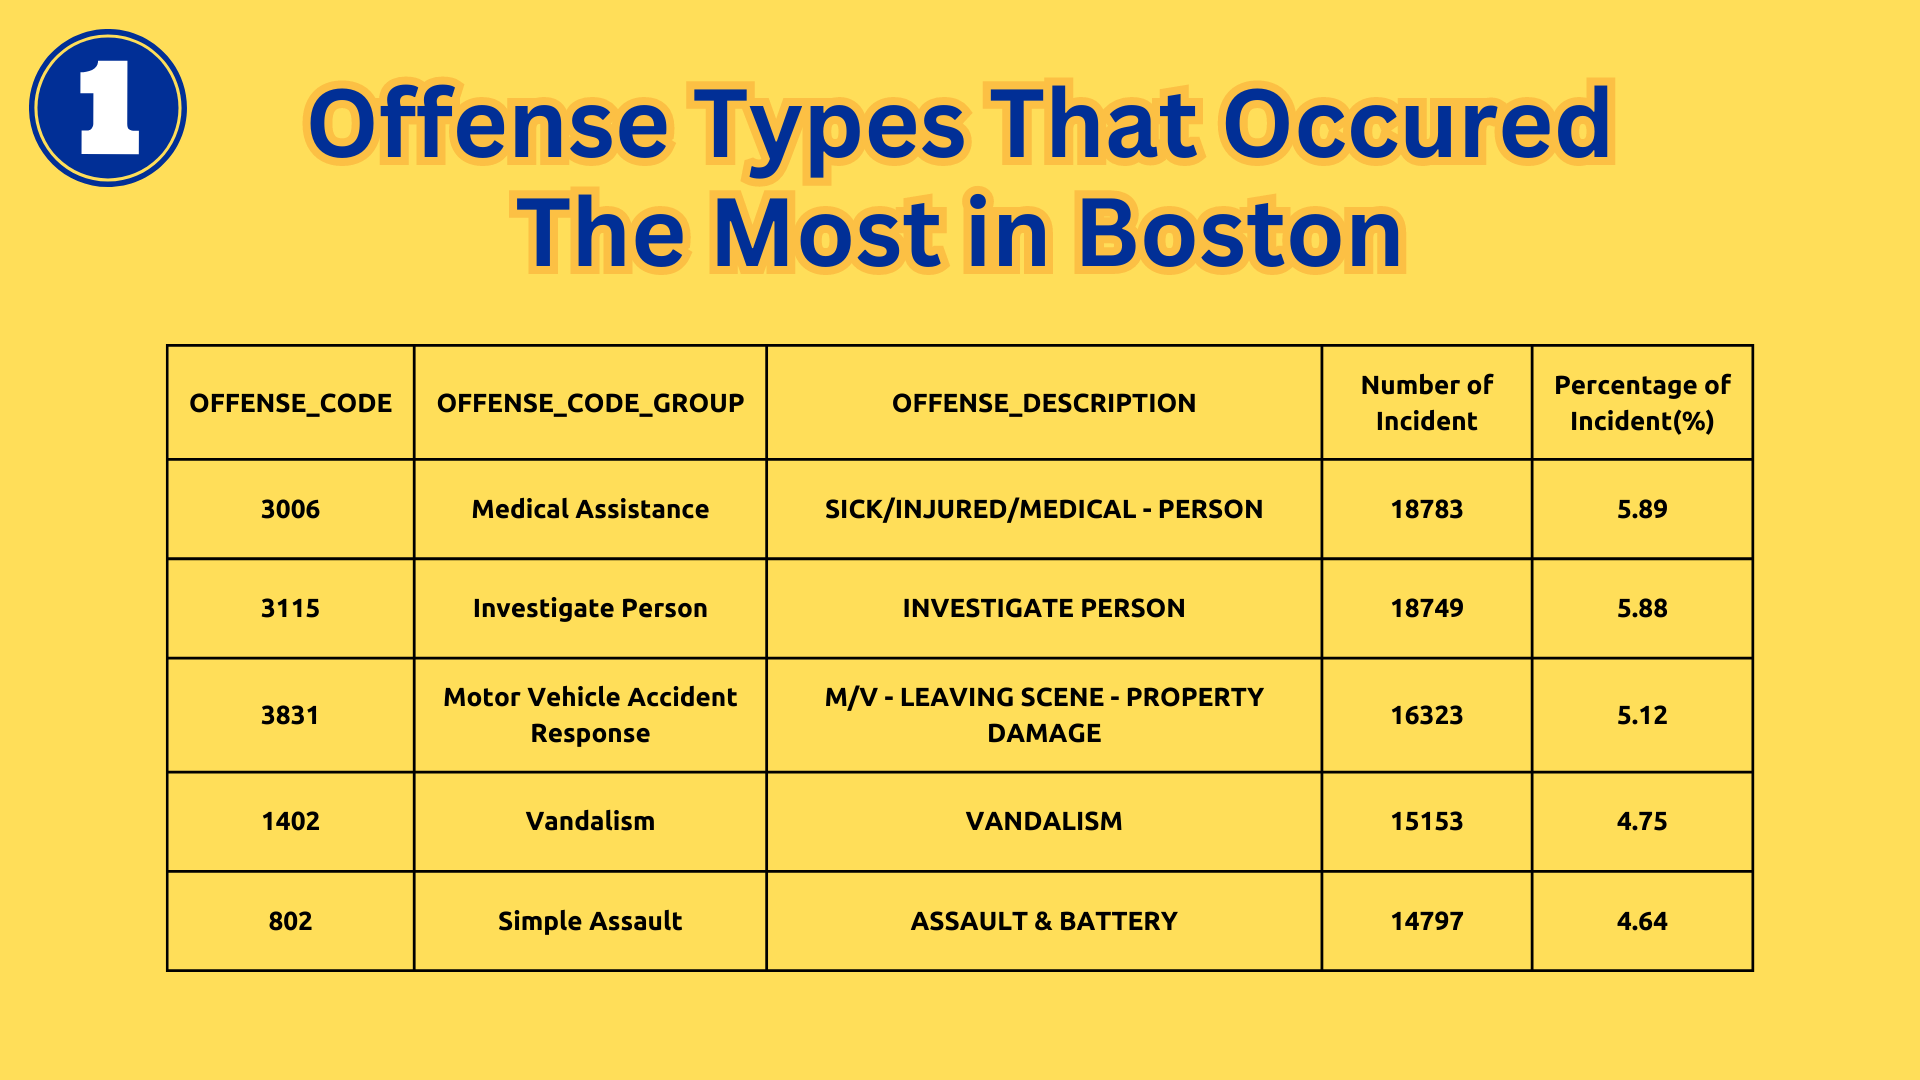 1
Offense Types That Occured
The Most in Boston
OFFENSE_CODE OFFENSE_CODE_GROUP OFFENSE_DESCRIPTION Number of Incident Percentage of Incident(%)
3006 Medical Assistance SICK/INJURED/MEDICAL - PERSON 18783 5.89
3115 Investigate Person INVESTIGATE PERSON 18749 5.88
3831 Motor Vehicle Accident Response M/V - LEAVING SCENE - PROPERTY DAMAGE 16323 5.12
1402 Vandalism VANDALISM 15153 4.75
802 Simple Assault ASSAULT & BATTERY 14797 4.64